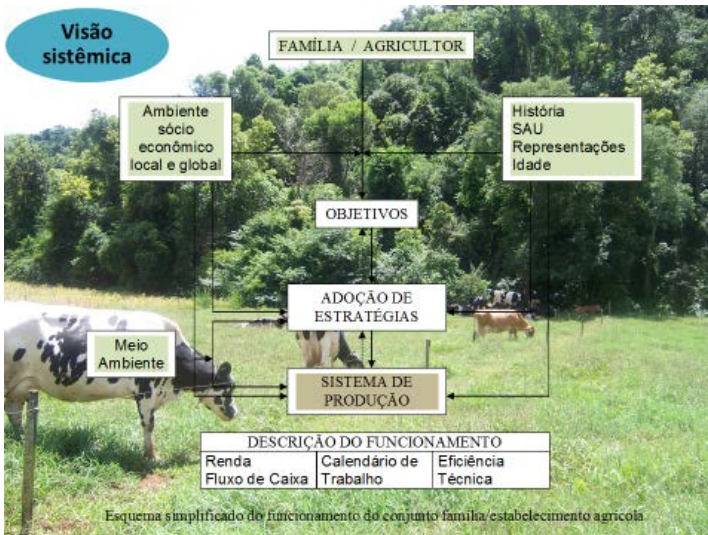 Visão
sistêmica
FAMÍLIA / AGRICULTOR
Ambiente
sócio
econômico
local e global
História
SAU
Representações
Idade
OBJETIVOS
ADOÇÃO DE
ESTRATÉGIAS
Meio
Ambiente
SISTEMA DE
PRODUÇÃO
DESCRIÇÃO DO FUNCIONAMENTO
Renda
Fluxo de Caixa
Calendário de
Trabalho
Eficiência
Técnica
Esquema simplificado do funcionamento do conjunto família/estabelecimento agrícola